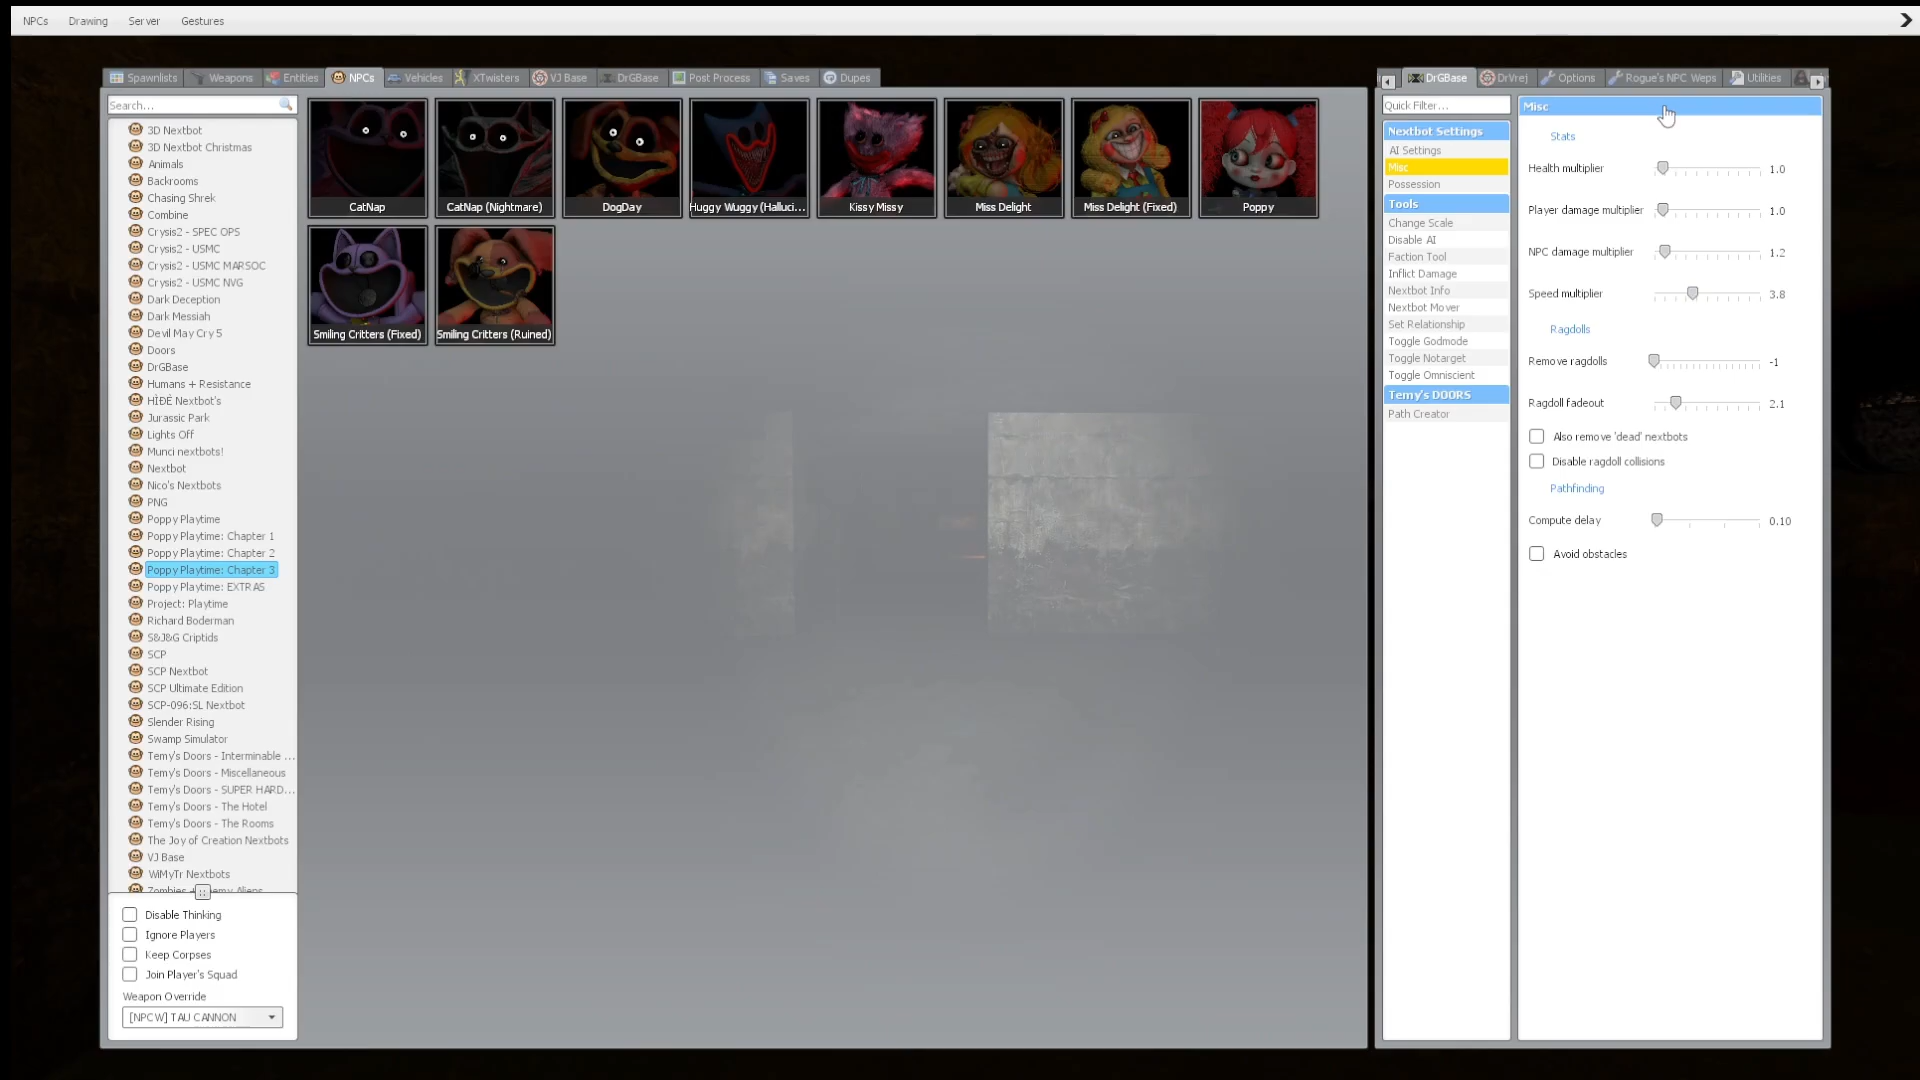 NPCs Drawing Server Gestures
Spawnlists Weapons Entities NPCs Vehicles XTwisters VJ Base DrGBase Post Process Saves Dupes
Search...
3D Nextbot
3D Nextbot Christmas
Animals
Backrooms
Chasing Shrek
Combine
Crysis2 - SPEC OPS
Crysis2 - USMC
Crysis2 - USMC MARSOC
Crysis2 - USMC NVG
Dark Deception
Dark Messiah
Devil May Cry 5
Doors
DrGBase
Humans + Resistance
HÌĐÊ Nextbot's
Jurassic Park
Lights Off
Munci nextbots!
Nextbot
Nico's Nextbots
PNG
Poppy Playtime
Poppy Playtime: Chapter 1
Poppy Playtime: Chapter 2
Poppy Playtime: Chapter 3
Poppy Playtime: EXTRAS
Project: Playtime
Richard Boderman
S&J&G Criptids
SCP
SCP Nextbot
SCP Ultimate Edition
SCP-096:SL Nextbot
Slender Rising
Swamp Simulator
Temy's Doors - Interminable ...
Temy's Doors - Miscellaneous
Temy's Doors - SUPER HARD...
Temy's Doors - The Hotel
Temy's Doors - The Rooms
The Joy of Creation Nextbots
VJ Base
WiMyTr Nextbots
Zombies
Disable Thinking
Ignore Players
Keep Corpses
Join Player's Squad
Weapon Override
[NPCW] TAU CANNON
CatNap
CatNap (Nightmare)
DogDay
Huggy Wuggy (Halluci...
Kissy Missy
Miss Delight
Miss Delight (Fixed)
Poppy
Smiling Critters (Fixed)
Smiling Critters (Ruined)
DrGBase DrVrej Options Rogue's NPC Weps Utilities
Quick Filter...
Nextbot Settings
AI Settings
Misc
Possession
Tools
Change Scale
Disable AI
Faction Tool
Inflict Damage
Nextbot Info
Nextbot Mover
Set Relationship
Toggle Godmode
Toggle Notarget
Toggle Omniscient
Temy's DOORS
Path Creator
Misc
Stats
Health multiplier 1.0
Player damage multiplier 1.0
NPC damage multiplier 1.2
Speed multiplier 3.8
Ragdolls
Remove ragdolls -1
Ragdoll fadeout 2.1
Also remove 'dead' nextbots
Disable ragdoll collisions
Pathfinding
Compute delay 0.10
Avoid obstacles